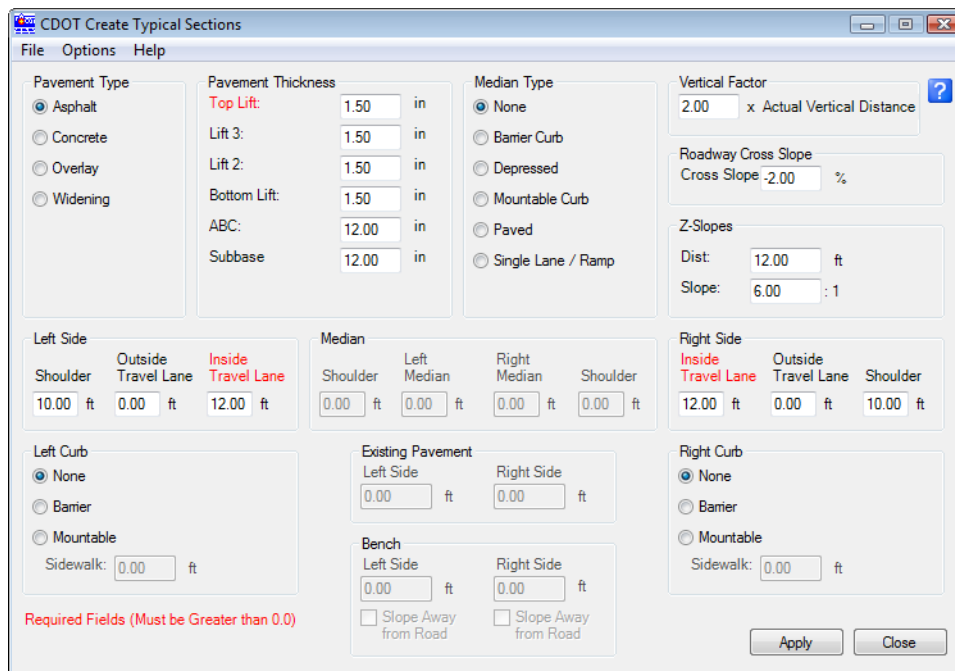 CDOT Create Typical Sections
File Options Help
Pavement Type
Asphalt
Concrete
Overlay
Widening
Pavement Thickness
Top Lift: 1.50 in
Lift 3: 1.50 in
Lift 2: 1.50 in
Bottom Lift: 1.50 in
ABC: 12.00 in
Subbase 12.00 in
Median Type
None
Barrier Curb
Depressed
Mountable Curb
Paved
Single Lane / Ramp
Vertical Factor
2.00 x Actual Vertical Distance
?
Roadway Cross Slope
Cross Slope -2.00 %
Z-Slopes
Dist: 12.00 ft
Slope: 6.00 : 1
Left Side
Outside Inside
Shoulder Travel Lane Travel Lane
10.00 ft 0.00 ft 12.00 ft
Median
Left Right
Shoulder Median Median Shoulder
0.00 ft 0.00 ft 0.00 ft 0.00 ft
Right Side
Inside Outside
Travel Lane Travel Lane Shoulder
12.00 ft 0.00 ft 10.00 ft
Left Curb
None
Barrier
Mountable
Sidewalk: 0.00 ft
Existing Pavement
Left Side Right Side
0.00 ft 0.00 ft
Bench
Left Side Right Side
0.00 ft 0.00 ft
Slope Away Slope Away
from Road from Road
Right Curb
None
Barrier
Mountable
Sidewalk: 0.00 ft
Required Fields (Must be Greater than 0.0)
Apply Close